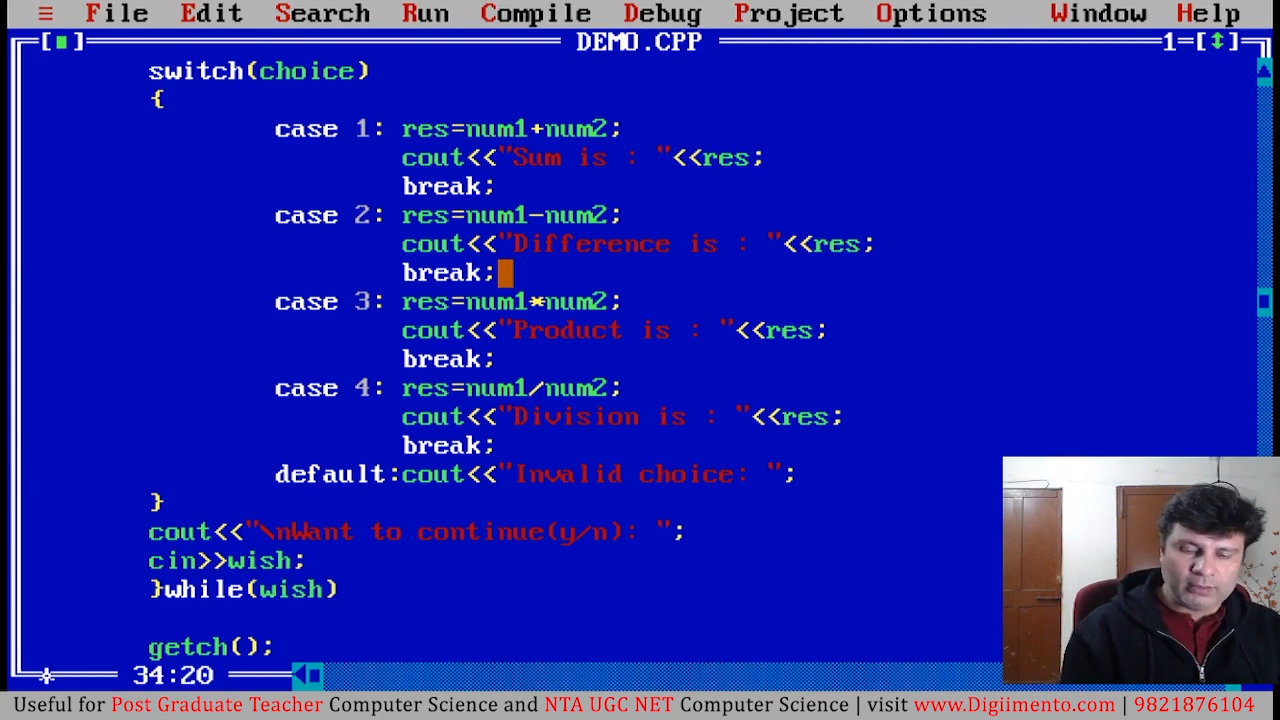 ≡ File Edit Search Run Compile Debug Project Options Window Help
[■] DEMO.CPP 1=[↕]
switch(choice)
{
case 1: res=num1+num2;
cout<<"Sum is : "<<res;
break;
case 2: res=num1-num2;
cout<<"Difference is : "<<res;
break;
case 3: res=num1*num2;
cout<<"Product is : "<<res;
break;
case 4: res=num1/num2;
cout<<"Division is : "<<res;
break;
default:cout<<"Invalid choice: ";
}
cout<<"\nWant to continue(y/n): ";
cin>>wish;
}while(wish)
getch();
34:20
Useful for Post Graduate Teacher Computer Science and NTA UGC NET Computer Science | visit www.Digiimento.com | 9821876104